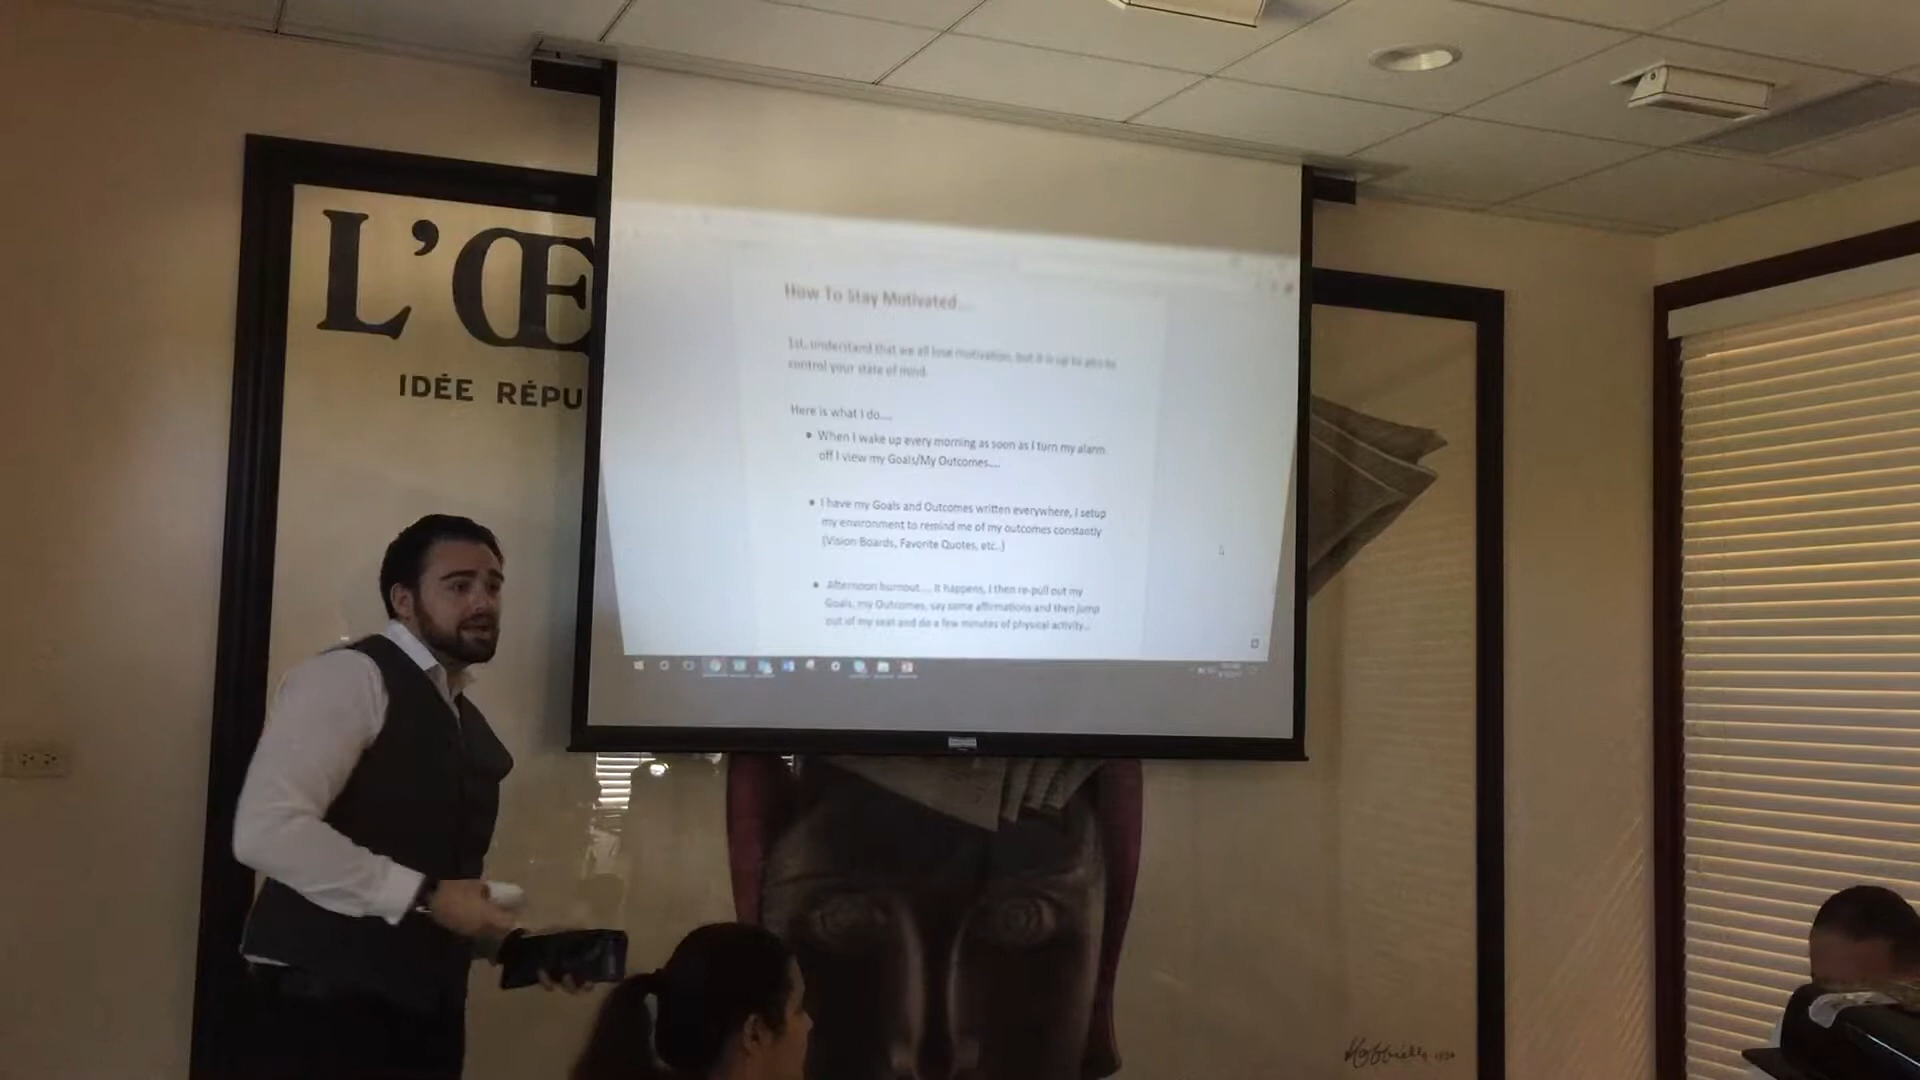 L'Œ
IDÉE RÉPU
How To Stay Motivated...
1st, understand that we all lose motivation, but it is up to
control your state of mind.
Here is what I do....
• When I wake up every morning as soon as I turn my alarm
off I view my Goals/My Outcomes....
• I have my Goals and Outcomes written everywhere, I setup
my environment to remind me of my outcomes constantly
(Vision Boards, Favorite Quotes, etc..)
• Afternoon burnout.... It happens, I then re-pull out my
Goals, my Outcomes, say some affirmations and then jump
out of my seat and do a few minutes of physical activity...